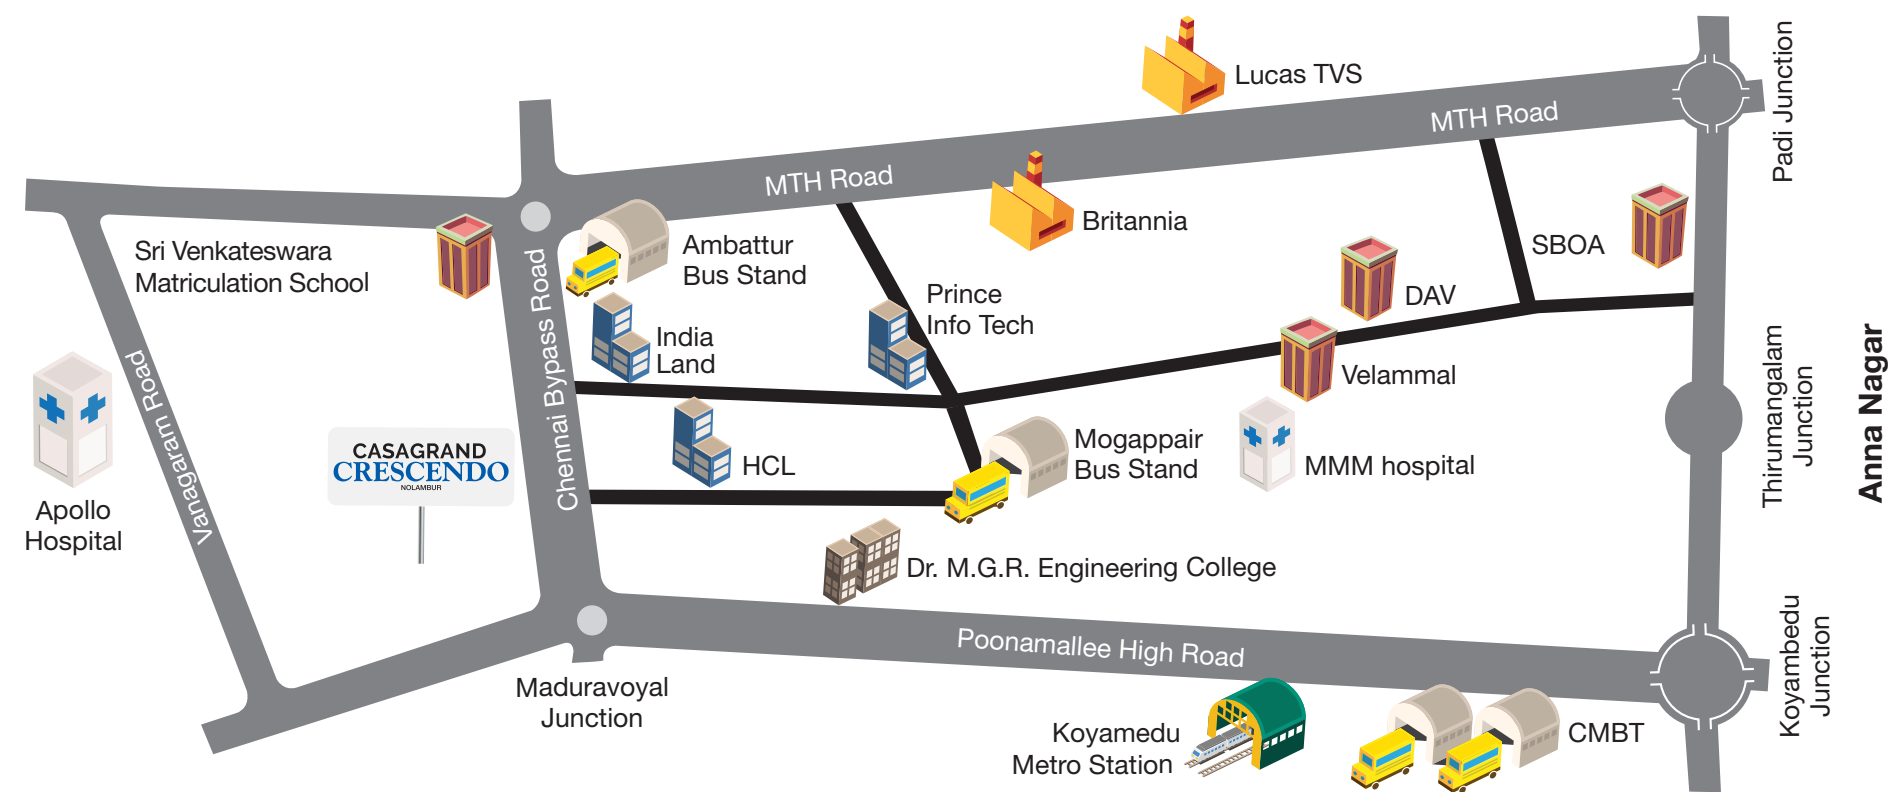 Lucas TVS
MTH Road
Padi Junction
MTH Road
Britannia
SBOA
Sri Venkateswara
Matriculation School
Ambattur
Bus Stand
Chennai Bypass Road
Prince
Info Tech
DAV
India
Land
Velammal
Vanagaram Road
Thirumangalam
Junction
Anna Nagar
CASAGRAND
CRESCENDO
NOLAMBUR
HCL
Mogappair
Bus Stand
MMM hospital
Apollo
Hospital
Dr. M.G.R. Engineering College
Poonamallee High Road
Koyambedu
Junction
Maduravoyal
Junction
Koyamedu
Metro Station
CMBT